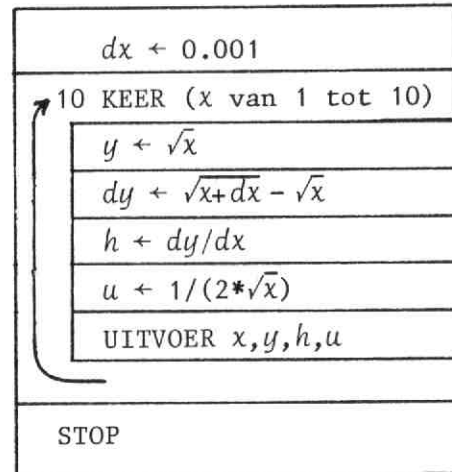 dx ← 0.001
10 KEER (x van 1 tot 10)
y ← √x
dy ← √x+dx - √x
h ← dy/dx
u ← 1/(2*√x)
UITVOER x,y,h,u
STOP